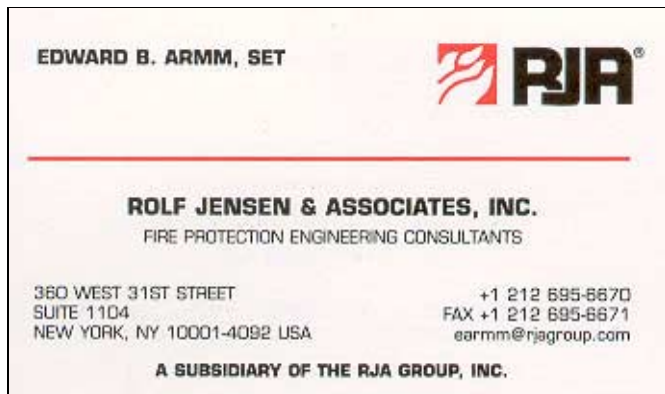 EDWARD B. ARMM, SET
RJA®
ROLF JENSEN & ASSOCIATES, INC.
FIRE PROTECTION ENGINEERING CONSULTANTS
360 WEST 31ST STREET
SUITE 1104
NEW YORK, NY 10001-4092 USA
+1 212 695-6670
FAX +1 212 695-6671
earmm@rjagroup.com
A SUBSIDIARY OF THE RJA GROUP, INC.